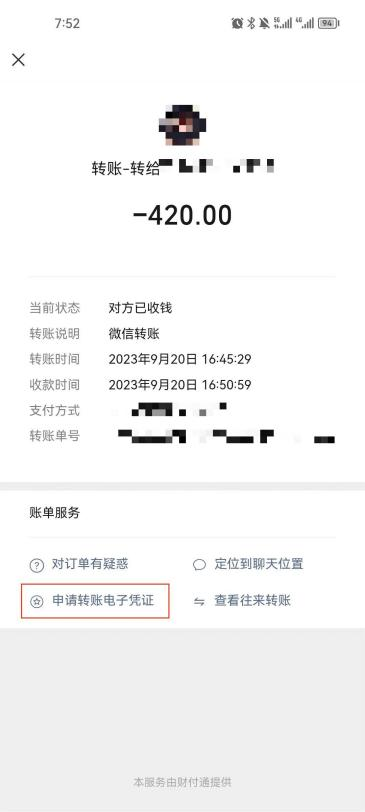 7:52
5G 4G 94
转账-转给
-420.00
当前状态 对方已收钱
转账说明 微信转账
转账时间 2023年9月20日 16:45:29
收款时间 2023年9月20日 16:50:59
支付方式
转账单号
账单服务
对订单有疑惑 定位到聊天位置
申请转账电子凭证 查看往来转账
本服务由财付通提供